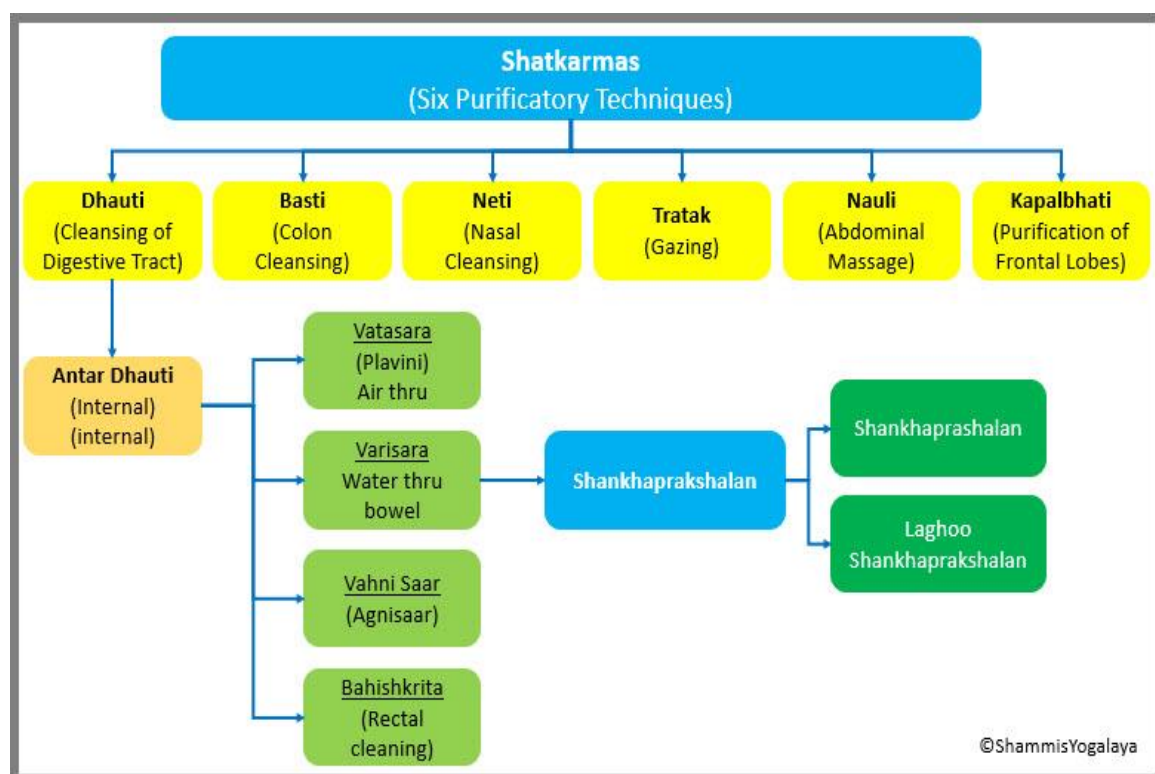 Shatkarmas
(Six Purificatory Techniques)
Dhauti
(Cleansing of
Digestive Tract)
Basti
(Colon
Cleansing)
Neti
(Nasal
Cleansing)
Tratak
(Gazing)
Nauli
(Abdominal
Massage)
Kapalbhati
(Purification of
Frontal Lobes)
Antar Dhauti
(Internal)
(internal)
Vatasara
(Plavini)
Air thru
Varisara
Water thru
bowel
Vahni Saar
(Agnisaar)
Bahishkrita
(Rectal
cleaning)
Shankhaprakshalan
Shankhaprashalan
Laghoo
Shankhaprakshalan
©ShammisYogalaya